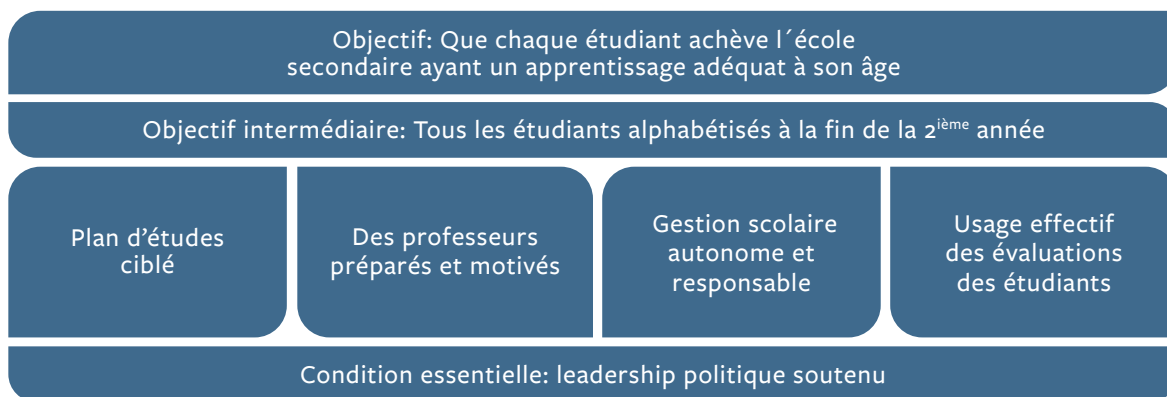 Objectif: Que chaque étudiant achève l´école
secondaire ayant un apprentissage adéquat à son âge
Objectif intermédiaire: Tous les étudiants alphabétisés à la fin de la 2ième année
Plan d’études
ciblé
Des professeurs
préparés et motivés
Gestion scolaire
autonome et
responsable
Usage effectif
des évaluations
des étudiants
Condition essentielle: leadership politique soutenu